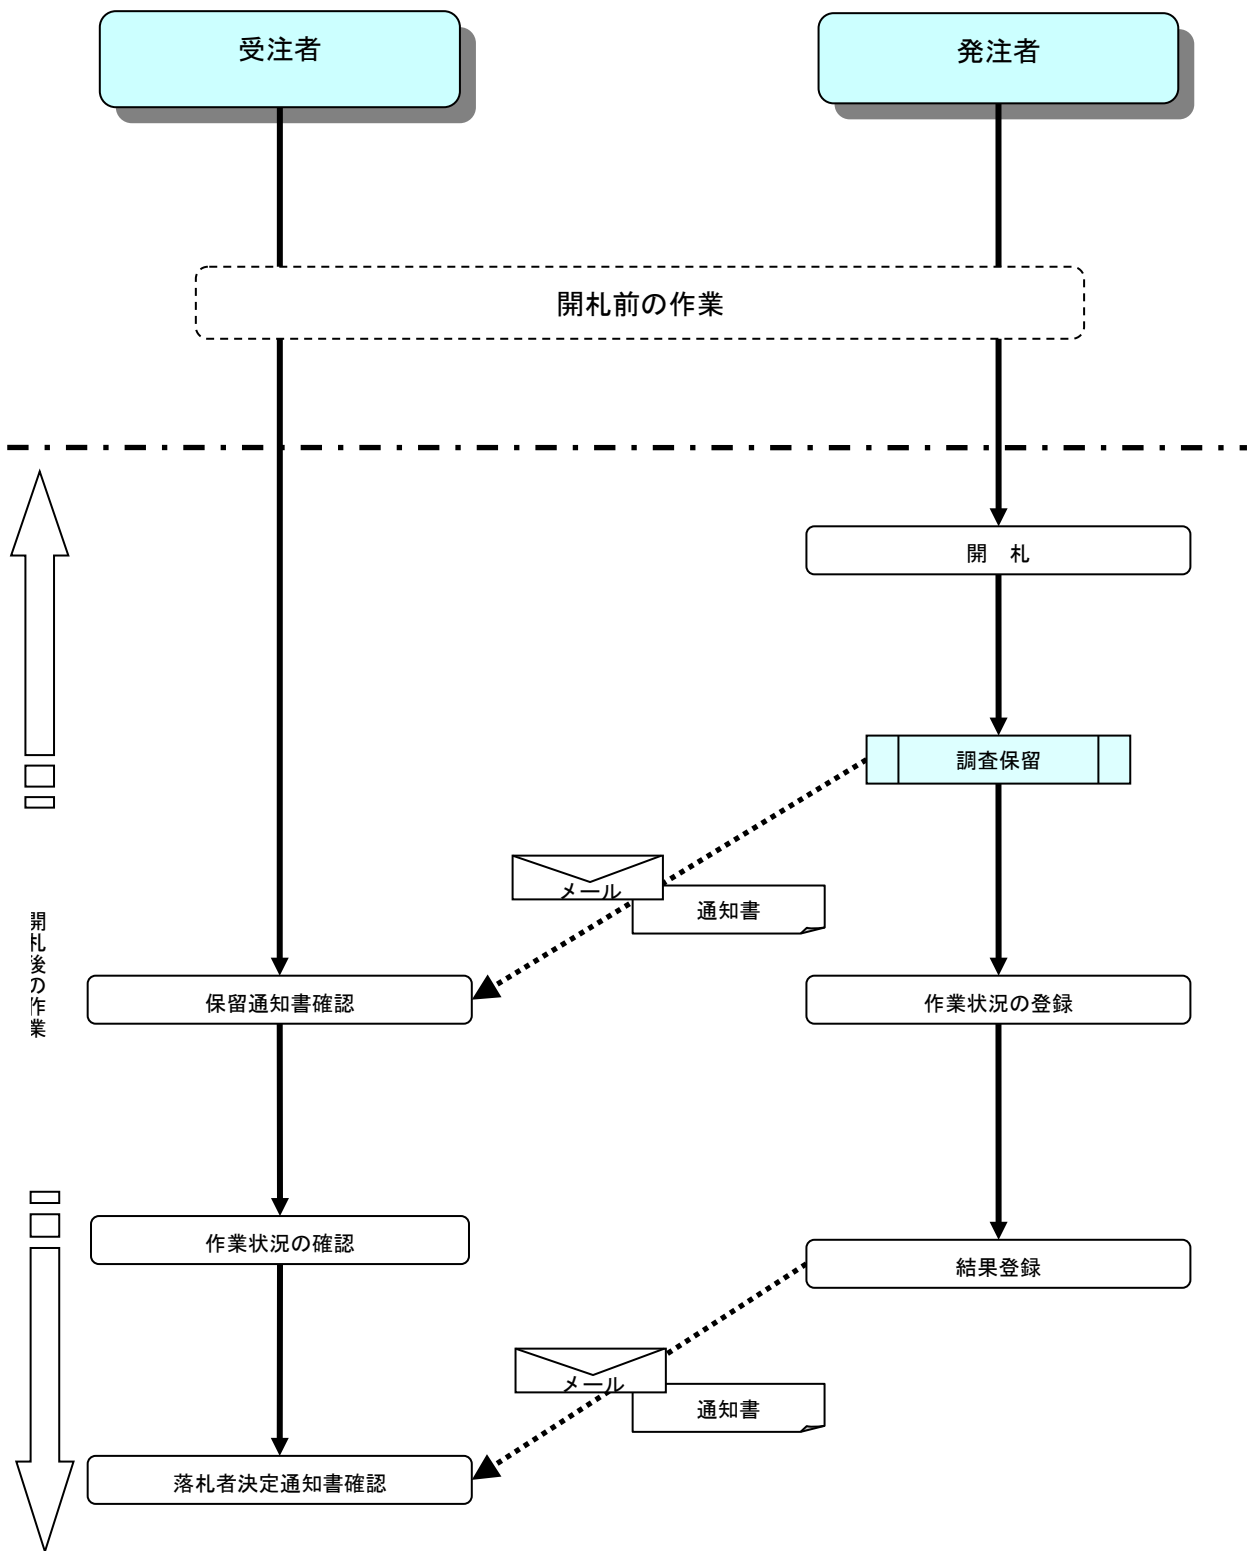 受注者
発注者
開札前の作業
開　札
調査保留
メール
通知書
開札後の作業
保留通知書確認
作業状況の登録
作業状況の確認
結果登録
メール
通知書
落札者決定通知書確認